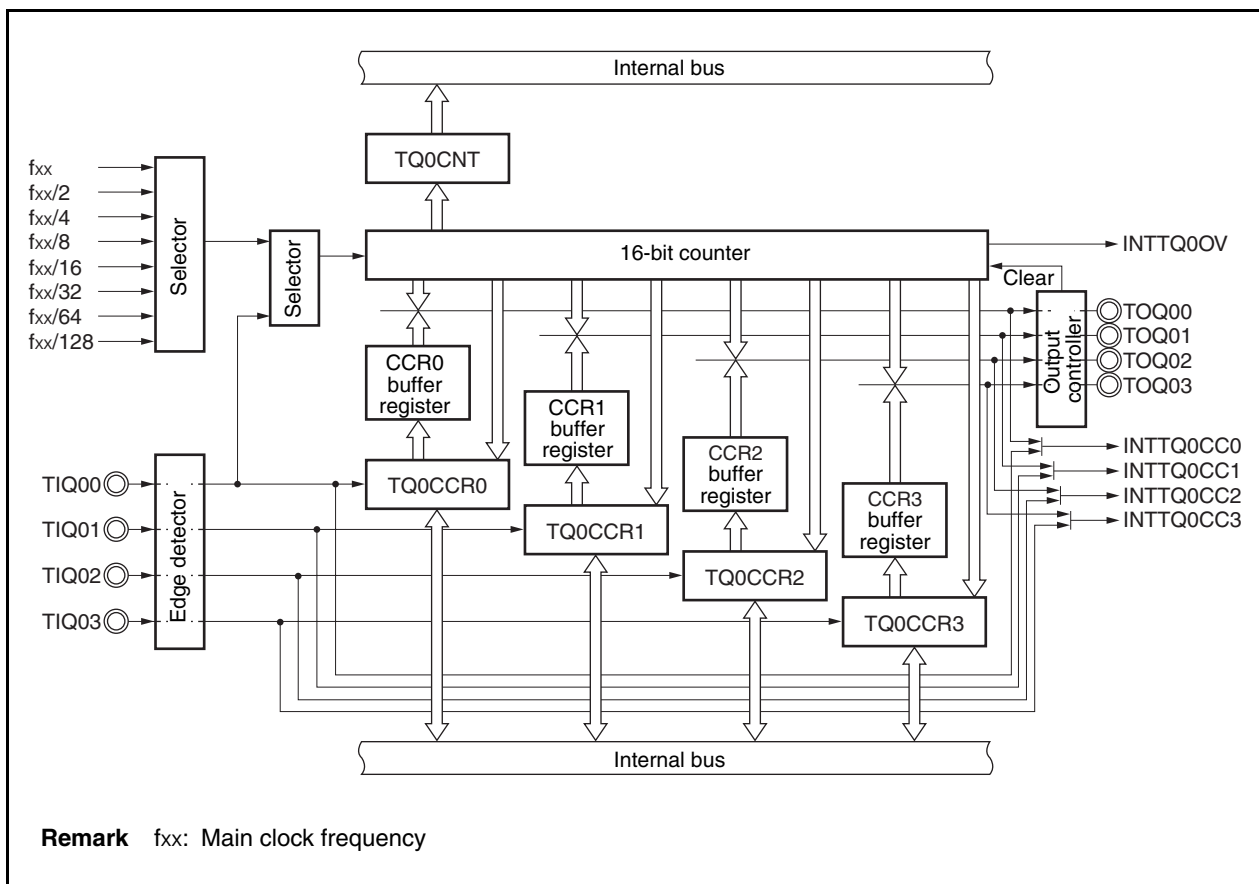 Internal bus
TQ0CNT
fxx
fxx/2
fxx/4
fxx/8
fxx/16
fxx/32
fxx/64
fxx/128
Selector
Selector
16-bit counter
INTTQ0OV
Clear
Output
controller
TOQ00
TOQ01
TOQ02
TOQ03
CCR0
buffer
register
CCR1
buffer
register
CCR2
buffer
register
CCR3
buffer
register
INTTQ0CC0
INTTQ0CC1
INTTQ0CC2
INTTQ0CC3
TIQ00
TIQ01
TIQ02
TIQ03
Edge detector
TQ0CCR0
TQ0CCR1
TQ0CCR2
TQ0CCR3
Internal bus
Remark fxx: Main clock frequency